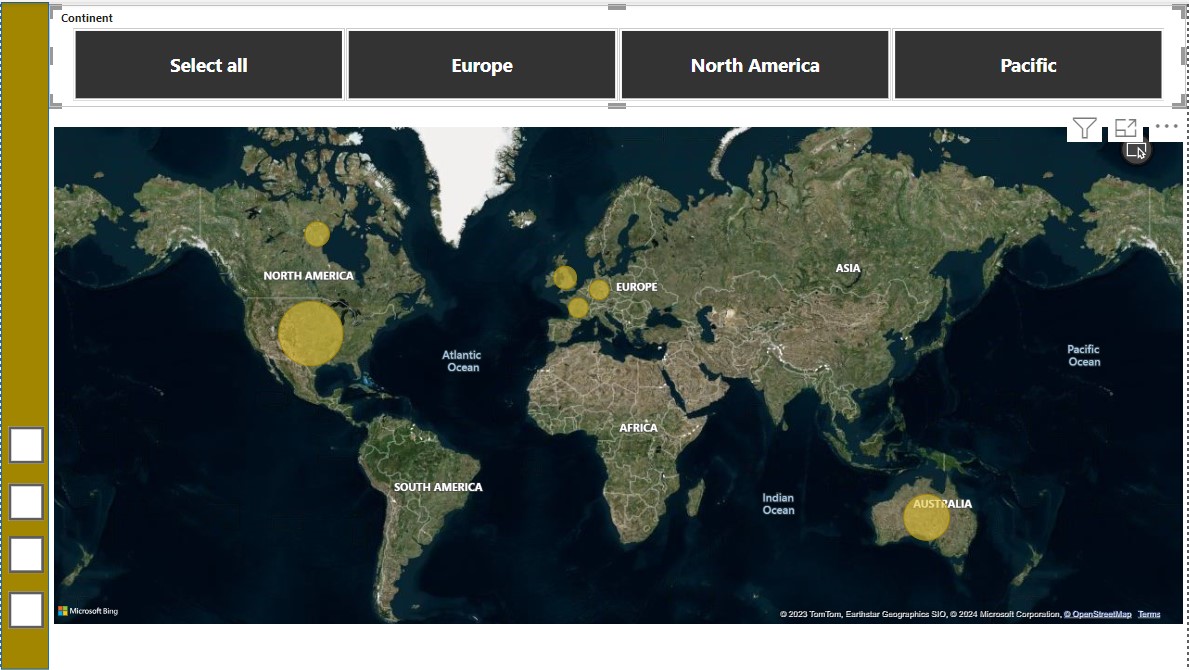 Continent
Select all
Europe
North America
Pacific
NORTH AMERICA
EUROPE
ASIA
Atlantic
Ocean
Pacific
Ocean
AFRICA
SOUTH AMERICA
Indian
Ocean
AUSTRALIA
Microsoft Bing
© 2023 TomTom, Earthstar Geographics SIO, © 2024 Microsoft Corporation, © OpenStreetMap Terms